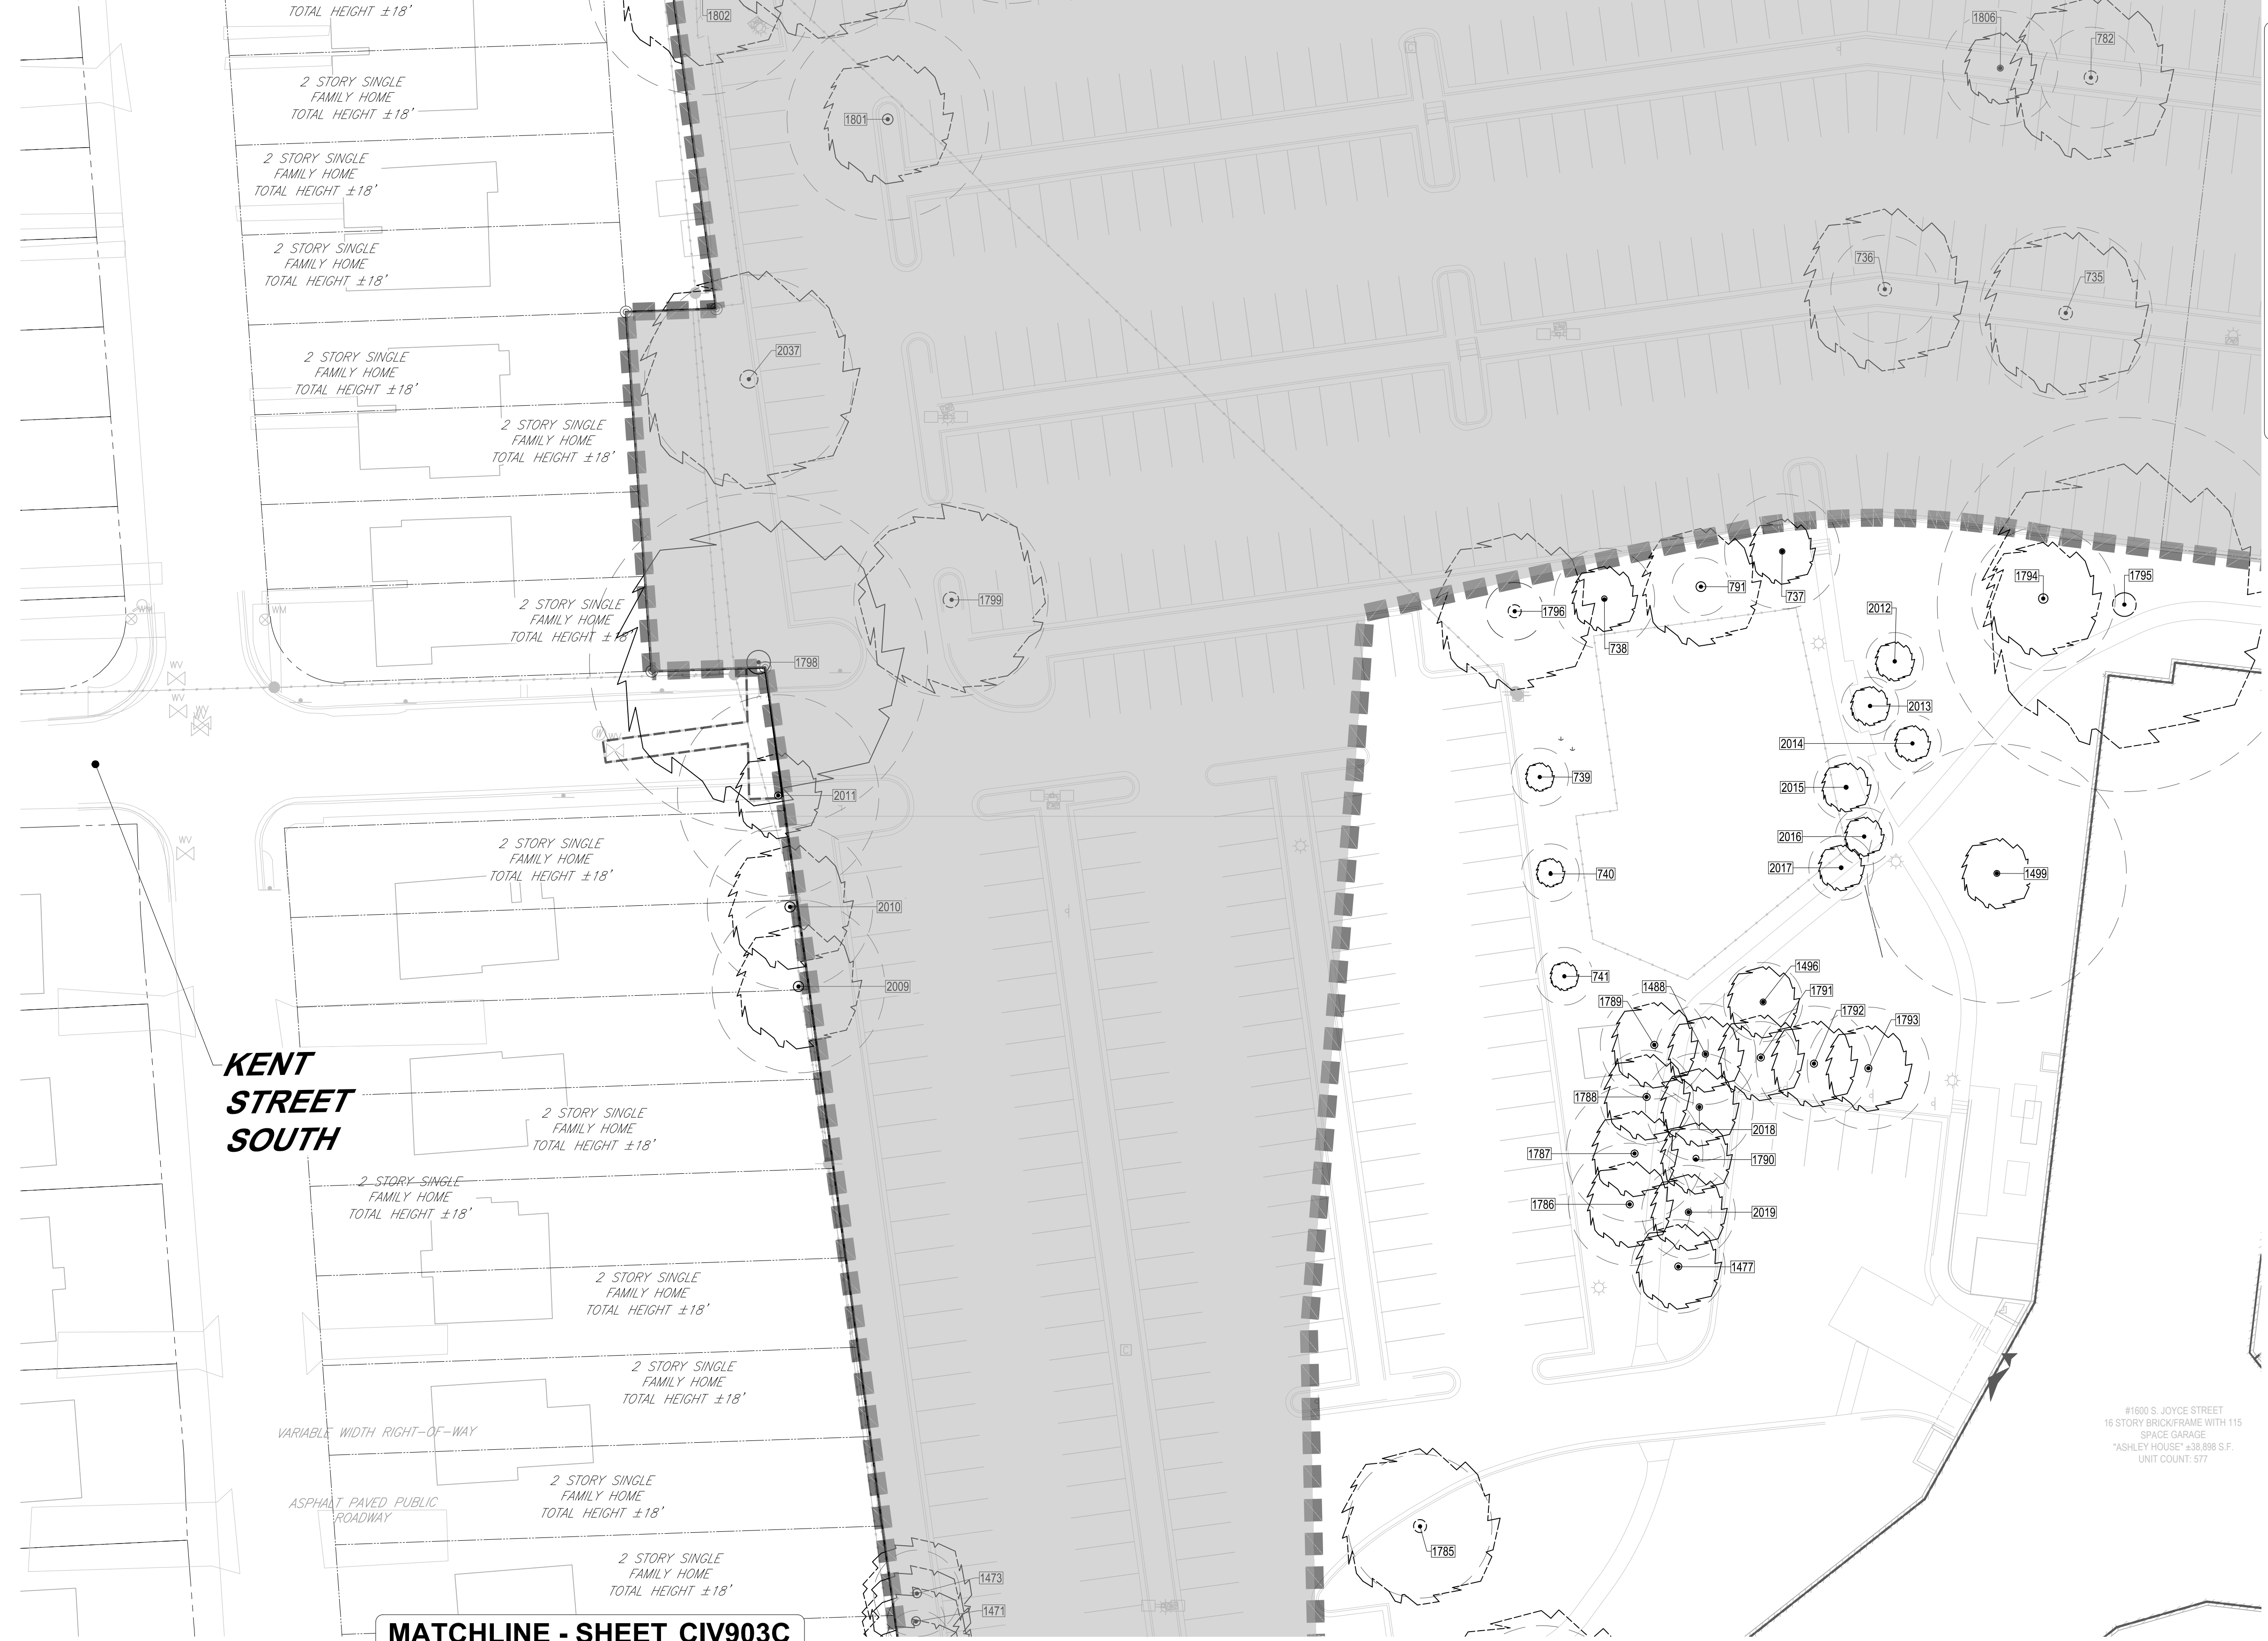 TOTAL HEIGHT ±18'
1802
1806
782
2 STORY SINGLE
FAMILY HOME
TOTAL HEIGHT ±18'
1801
2 STORY SINGLE
FAMILY HOME
TOTAL HEIGHT ±18'
2 STORY SINGLE
FAMILY HOME
TOTAL HEIGHT ±18'
736
735
2037
2 STORY SINGLE
FAMILY HOME
TOTAL HEIGHT ±18'
2 STORY SINGLE
FAMILY HOME
TOTAL HEIGHT ±18'
1799
1796
738
791
737
1794
1795
2012
2 STORY SINGLE
FAMILY HOME
TOTAL HEIGHT ±18'
WM
WM
1798
WV
WV
WV
WV
W
WV
2013
2014
739
2015
2011
2016
2017
740
1499
WV
2 STORY SINGLE
FAMILY HOME
TOTAL HEIGHT ±18'
2010
2009
741
1496
1488
1791
1789
1792
1793
KENT
STREET
SOUTH
1788
2018
1787
1790
1786
2019
1477
2 STORY SINGLE
FAMILY HOME
TOTAL HEIGHT ±18'
2 STORY SINGLE
FAMILY HOME
TOTAL HEIGHT ±18'
2 STORY SINGLE
FAMILY HOME
TOTAL HEIGHT ±18'
C
C
2 STORY SINGLE
FAMILY HOME
TOTAL HEIGHT ±18'
VARIABLE WIDTH RIGHT-OF-WAY
#1600 S. JOYCE STREET
16 STORY BRICK/FRAME WITH 115
SPACE GARAGE
"ASHLEY HOUSE" ±38,898 S.F.
UNIT COUNT: 577
2 STORY SINGLE
FAMILY HOME
TOTAL HEIGHT ±18'
ASPHALT PAVED PUBLIC
ROADWAY
1785
2 STORY SINGLE
FAMILY HOME
TOTAL HEIGHT ±18'
1473
1471
MATCHLINE - SHEET CIV903C